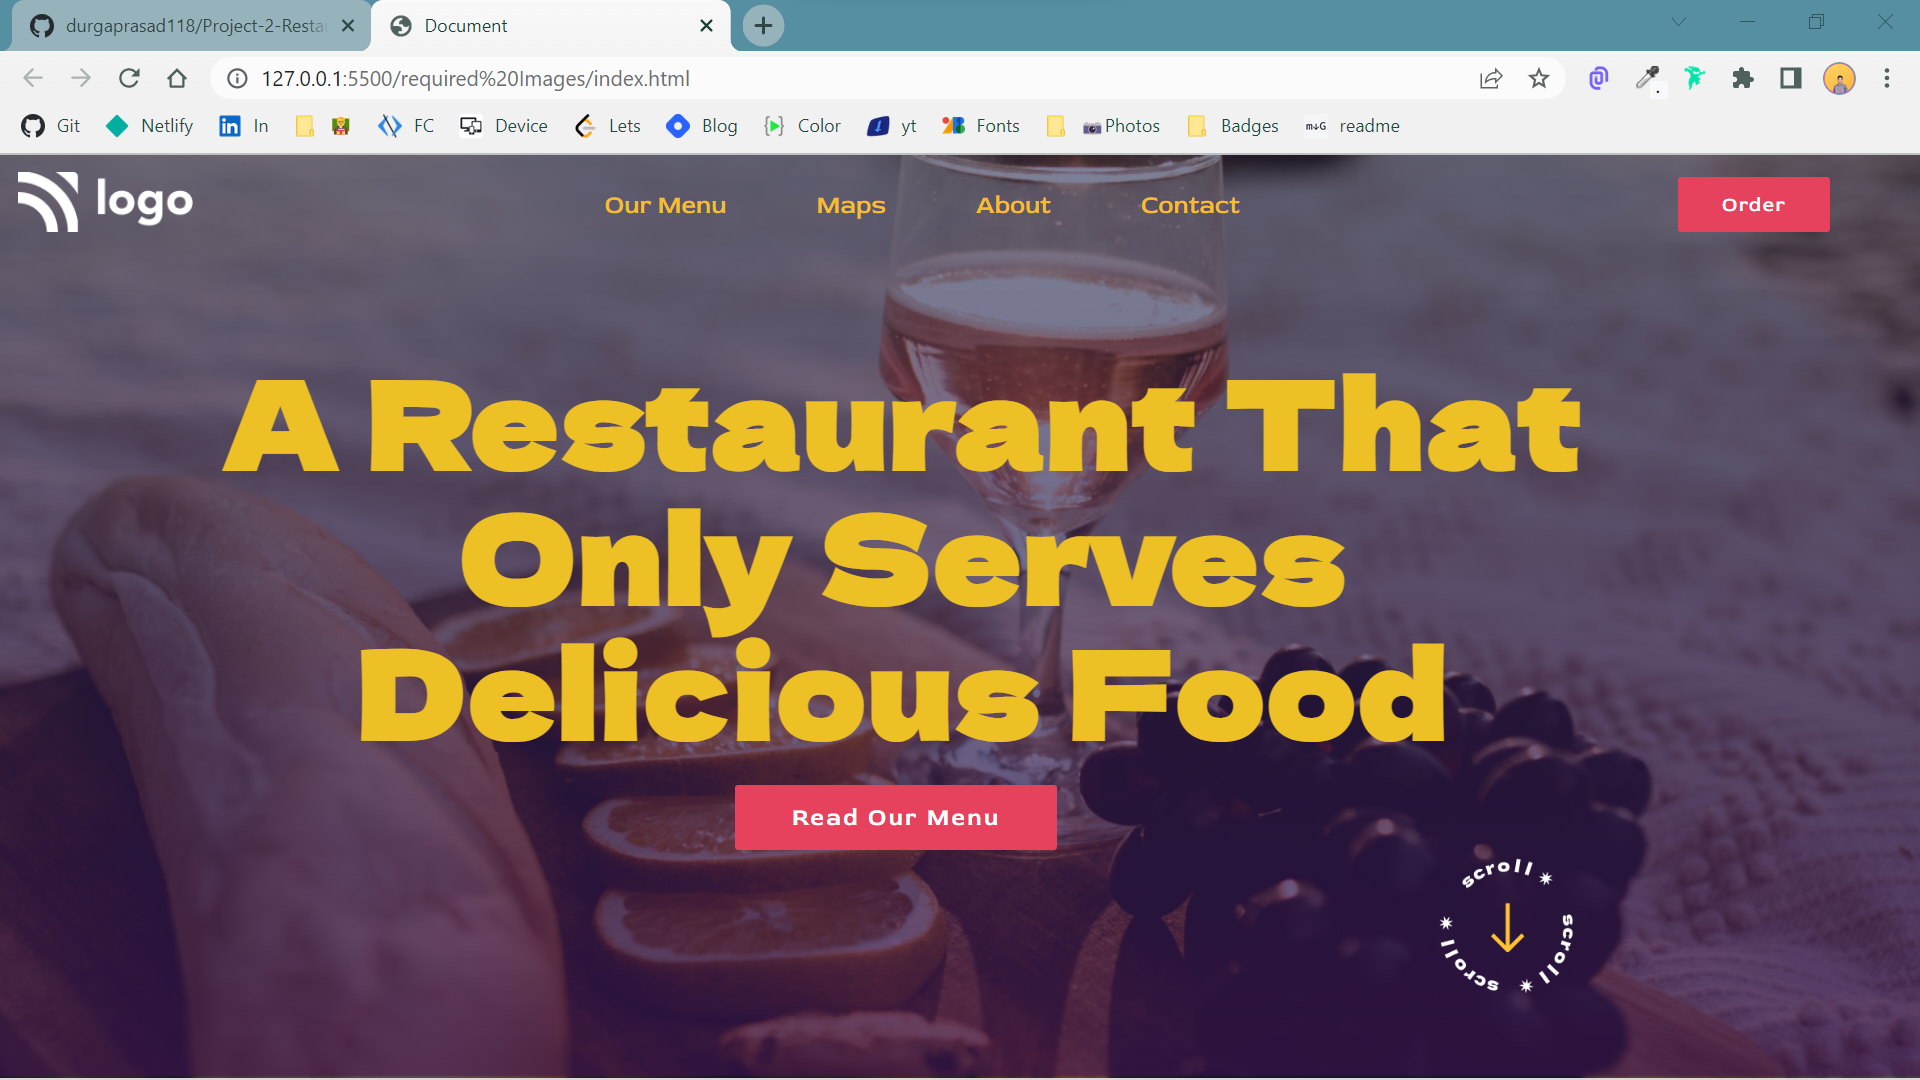 durgaprasad118/Project-2-Resta
Document
127.0.0.1:5500/required%20Images/index.html
Git
Netlify
In
FC
Device
Lets
Blog
Color
yt
Fonts
Photos
Badges
readme
logo
Our Menu
Maps
About
Contact
Order
A Restaurant That
Only Serves
Delicious Food
Read Our Menu
scroll
scroll
scroll